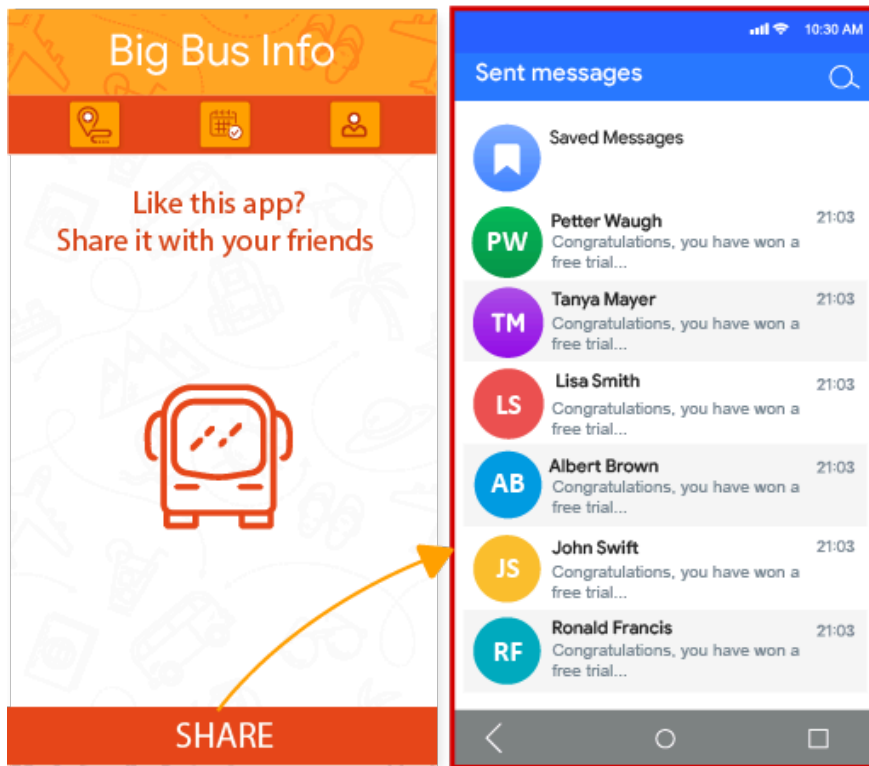 Big Bus Info
Like this app?
Share it with your friends
SHARE
10:30 AM
Sent messages
Saved Messages
PW
Petter Waugh
21:03
Congratulations, you have won a
free trial...
TM
Tanya Mayer
21:03
Congratulations, you have won a
free trial...
LS
Lisa Smith
21:03
Congratulations, you have won a
free trial...
AB
Albert Brown
21:03
Congratulations, you have won a
free trial...
JS
John Swift
21:03
Congratulations, you have won a
free trial...
RF
Ronald Francis
21:03
Congratulations, you have won a
free trial...